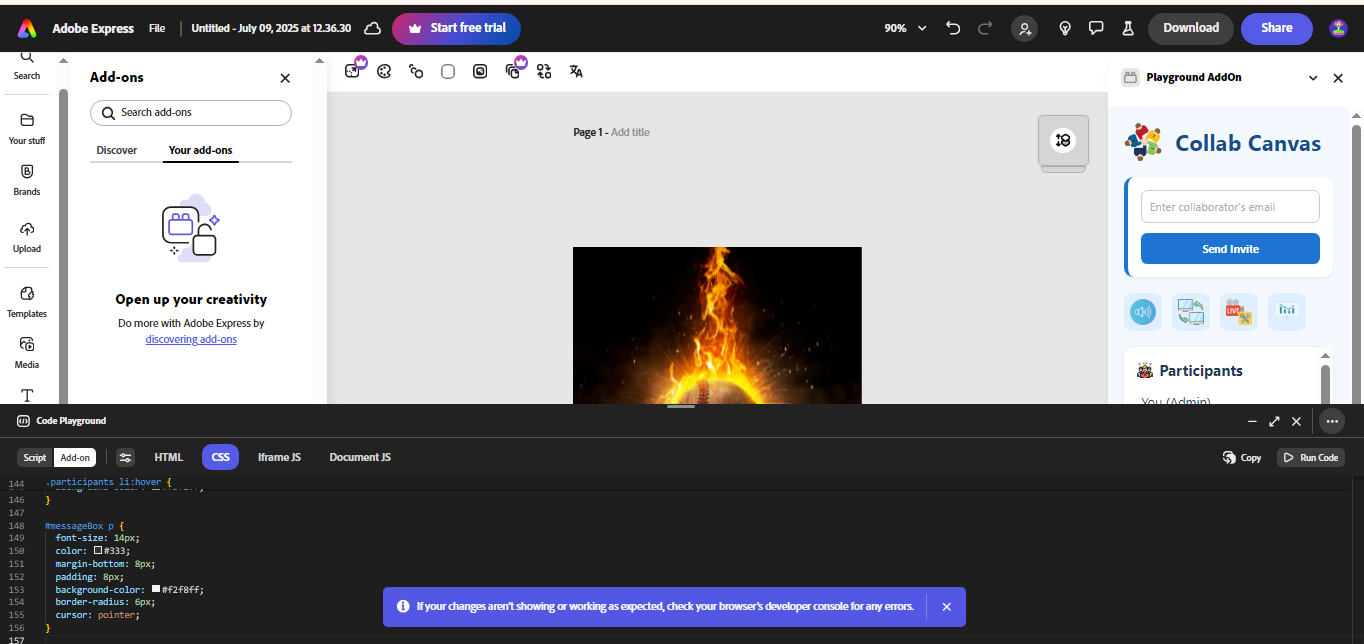 Adobe Express File Untitled - July 09, 2025 at 12.36.30 Start free trial 90% Download Share
Search
Your stuff
Brands
Upload
Templates
Media
Add-ons
Search add-ons
Discover Your add-ons
Open up your creativity
Do more with Adobe Express by
discovering add-ons
Page 1 - Add title
Playground AddOn
Collab Canvas
Enter collaborator's email
Send Invite
LIVE
Participants
You (Admin)
Code Playground
Script Add-on HTML CSS Iframe JS Document JS Copy Run Code
144 .participants li:hover {
146 }
147
148 #messageBox p {
149 font-size: 14px;
150 color: #333;
151 margin-bottom: 8px;
152 padding: 8px;
153 background-color: #f2f8ff;
154 border-radius: 6px;
155 cursor: pointer;
156 }
157
If your changes aren't showing or working as expected, check your browser's developer console for any errors.